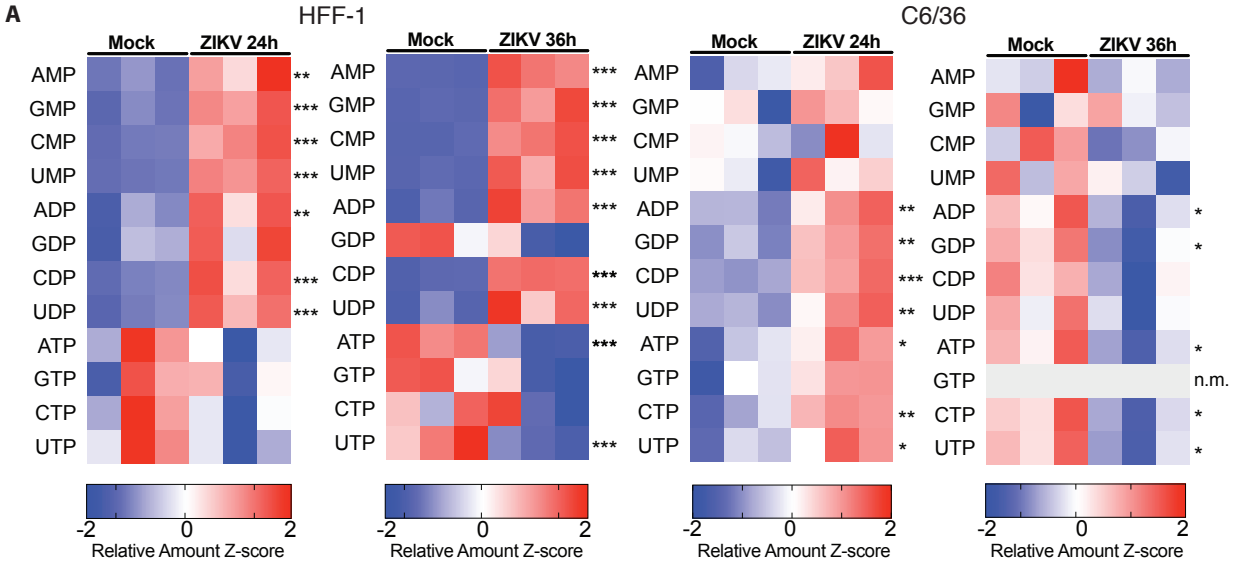 A
HFF-1
C6/36
Mock ZIKV 24h
AMP **
GMP ***
CMP ***
UMP ***
ADP **
GDP
CDP ***
UDP ***
ATP
GTP
CTP
UTP
-2 0 2
Relative Amount Z-score
Mock ZIKV 36h
AMP ***
GMP ***
CMP ***
UMP ***
ADP ***
GDP
CDP ***
UDP ***
ATP ***
GTP
CTP
UTP ***
-2 0 2
Relative Amount Z-score
Mock ZIKV 24h
AMP
GMP
CMP
UMP
ADP **
GDP **
CDP ***
UDP **
ATP *
GTP
CTP **
UTP *
-2 0 2
Relative Amount Z-score
Mock ZIKV 36h
AMP
GMP
CMP
UMP
ADP *
GDP *
CDP
UDP
ATP *
GTP n.m.
CTP *
UTP *
-2 0 2
Relative Amount Z-score